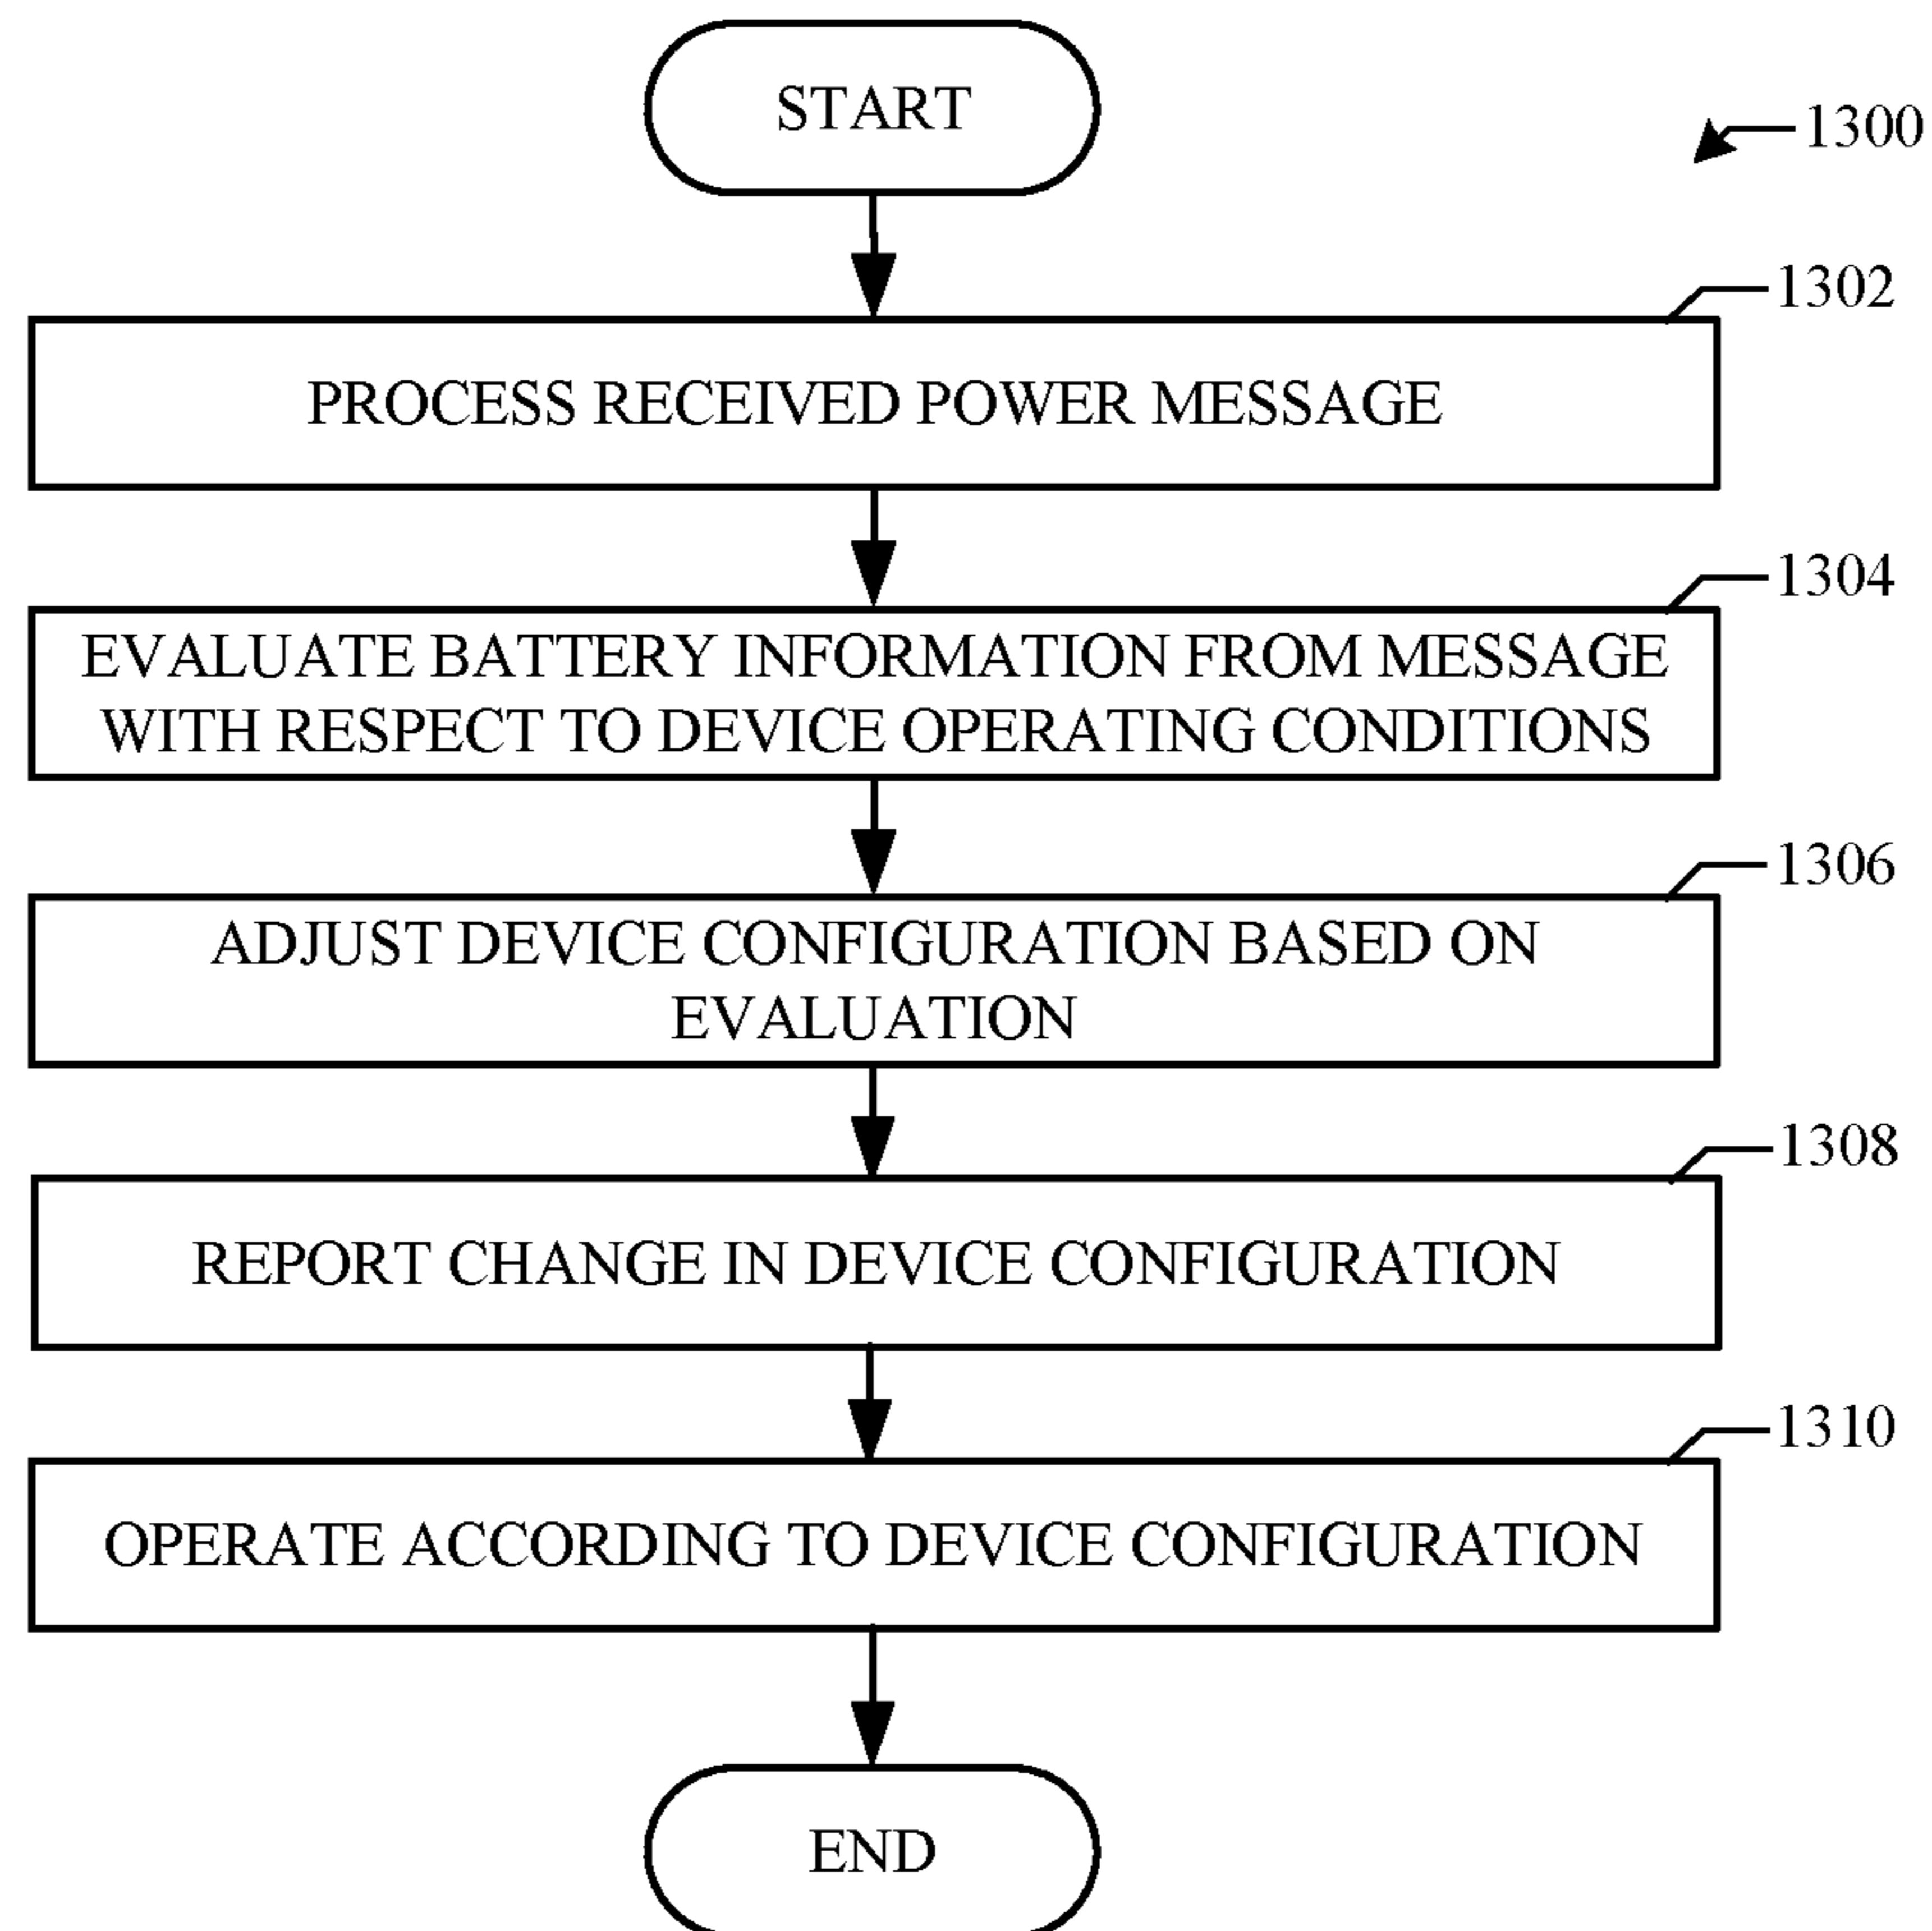 START
1300
1302
PROCESS RECEIVED POWER MESSAGE
1304
EVALUATE BATTERY INFORMATION FROM MESSAGE
WITH RESPECT TO DEVICE OPERATING CONDITIONS
1306
ADJUST DEVICE CONFIGURATION BASED ON
EVALUATION
1308
REPORT CHANGE IN DEVICE CONFIGURATION
1310
OPERATE ACCORDING TO DEVICE CONFIGURATION
END